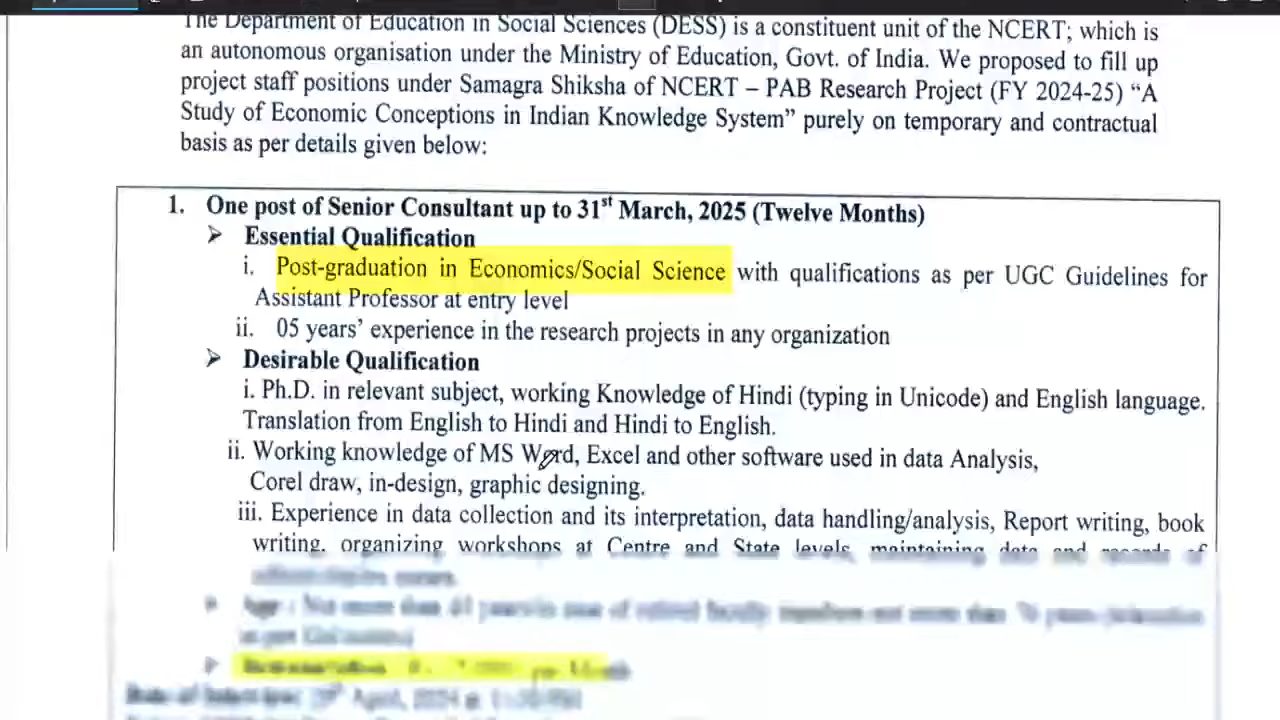 The Department of Education in Social Sciences (DESS) is a constituent unit of the NCERT; which is
an autonomous organisation under the Ministry of Education, Govt. of India. We proposed to fill up
project staff positions under Samagra Shiksha of NCERT – PAB Research Project (FY 2024-25) “A
Study of Economic Conceptions in Indian Knowledge System” purely on temporary and contractual
basis as per details given below:
1. One post of Senior Consultant up to 31st March, 2025 (Twelve Months)
➢ Essential Qualification
i. Post-graduation in Economics/Social Science with qualifications as per UGC Guidelines for
Assistant Professor at entry level
ii. 05 years’ experience in the research projects in any organization
➢ Desirable Qualification
i. Ph.D. in relevant subject, working Knowledge of Hindi (typing in Unicode) and English language.
Translation from English to Hindi and Hindi to English.
ii. Working knowledge of MS Word, Excel and other software used in data Analysis,
Corel draw, in-design, graphic designing.
iii. Experience in data collection and its interpretation, data handling/analysis, Report writing, book
writing, organizing workshops at Centre and State levels, maintaining data and records of